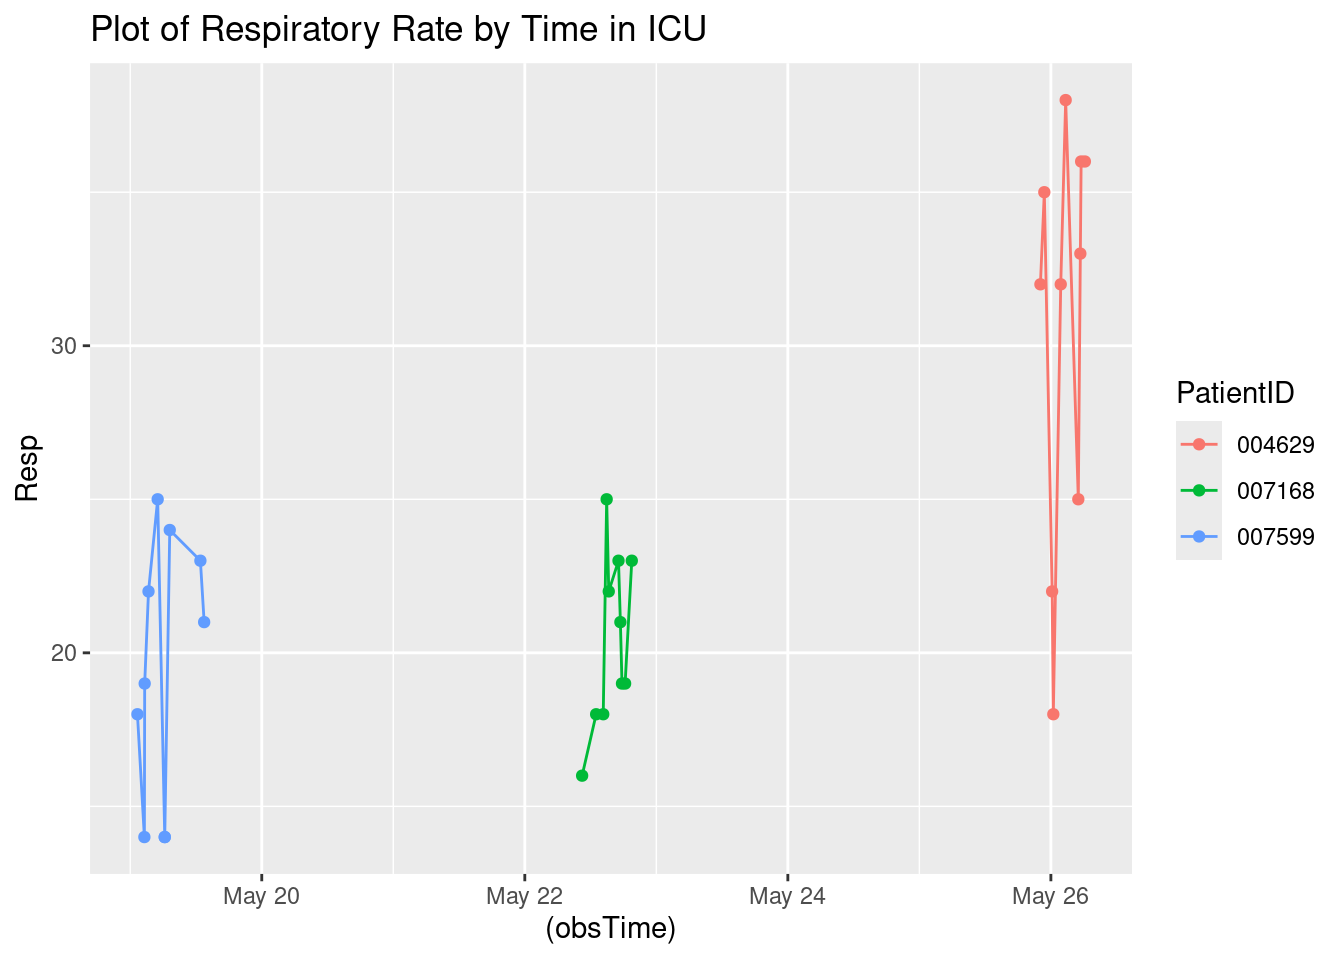 Plot of Respiratory Rate by Time in ICU
Resp
30
20
May 20
May 22
May 24
May 26
(obsTime)
PatientID
004629
007168
007599